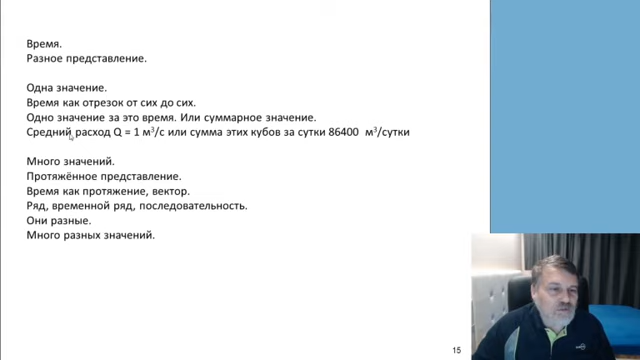 Время.
Разное представление.
Одна значение.
Время как отрезок от сих до сих.
Одно значение за это время. Или суммарное значение.
Средний расход Q = 1 м³/с или сумма этих кубов за сутки 86400 м³/сутки
Много значений.
Протяжённое представление.
Время как протяжение, вектор.
Ряд, временной ряд, последовательность.
Они разные.
Много разных значений.
15